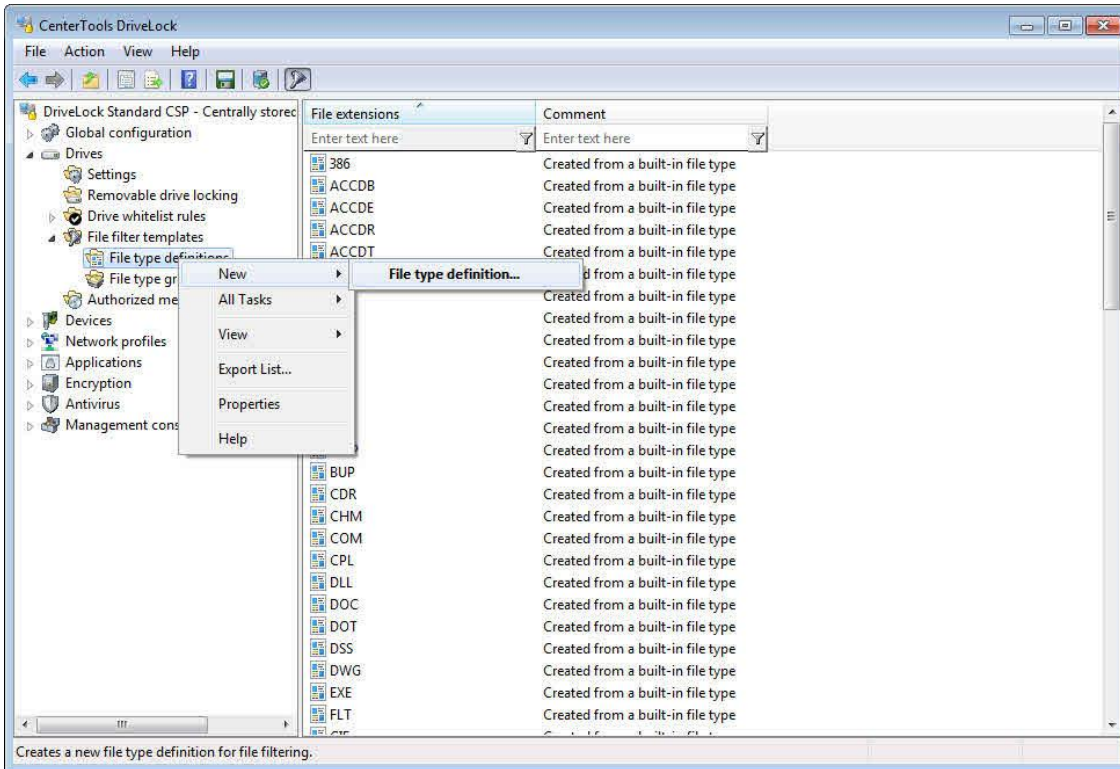 CenterTools DriveLock
File Action View Help
DriveLock Standard CSP - Centrally stored
Global configuration
Drives
Settings
Removable drive locking
Drive whitelist rules
File filter templates
File type definitions
File type gr
Authorized me
Devices
Network profiles
Applications
Encryption
Antivirus
Management cons
New
All Tasks
View
Export List...
Properties
Help
File type definition...
File extensions Comment
Enter text here Enter text here
386 Created from a built-in file type
ACCDB Created from a built-in file type
ACCDE Created from a built-in file type
ACCDR Created from a built-in file type
ACCDT Created from a built-in file type
d from a built-in file type
Created from a built-in file type
Created from a built-in file type
Created from a built-in file type
Created from a built-in file type
Created from a built-in file type
Created from a built-in file type
Created from a built-in file type
Created from a built-in file type
BUP Created from a built-in file type
CDR Created from a built-in file type
CHM Created from a built-in file type
COM Created from a built-in file type
CPL Created from a built-in file type
DLL Created from a built-in file type
DOC Created from a built-in file type
DOT Created from a built-in file type
DSS Created from a built-in file type
DWG Created from a built-in file type
EXE Created from a built-in file type
FLT Created from a built-in file type
Creates a new file type definition for file filtering.